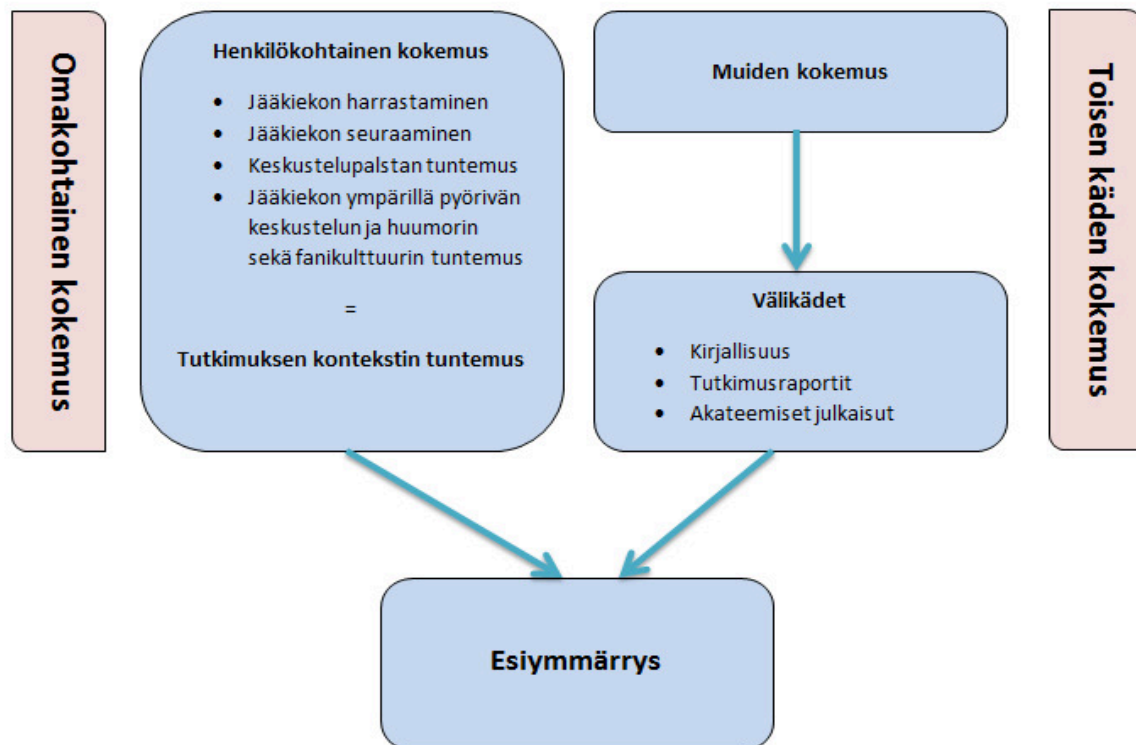 Omakohtainen kokemus
Henkilökohtainen kokemus
• Jääkiekon harrastaminen
• Jääkiekon seuraaminen
• Keskustelupalstan tuntemus
• Jääkiekon ympärillä pyörivän
keskustelun ja huumorin
sekä fanikulttuurin tuntemus
=
Tutkimuksen kontekstin tuntemus
Muiden kokemus
Välikädet
• Kirjallisuus
• Tutkimusraportit
• Akateemiset julkaisut
Toisen käden kokemus
Esiymmärrys